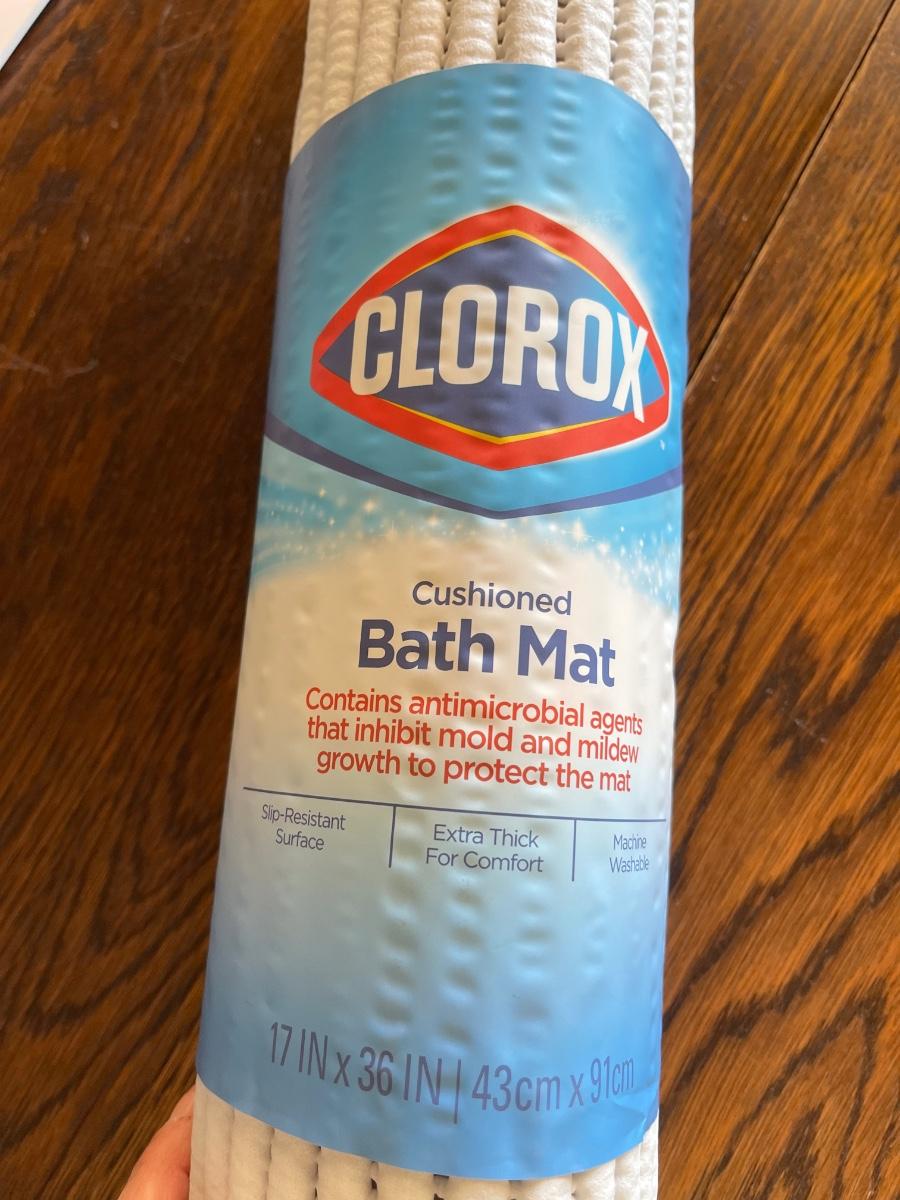 CLOROX
Cushioned
Bath Mat
Contains antimicrobial agents
that inhibit mold and mildew
growth to protect the mat
Slip-Resistant
Surface
Extra Thick
For Comfort
Machine
Washable
17 IN x 36 IN | 43cm x 91cm